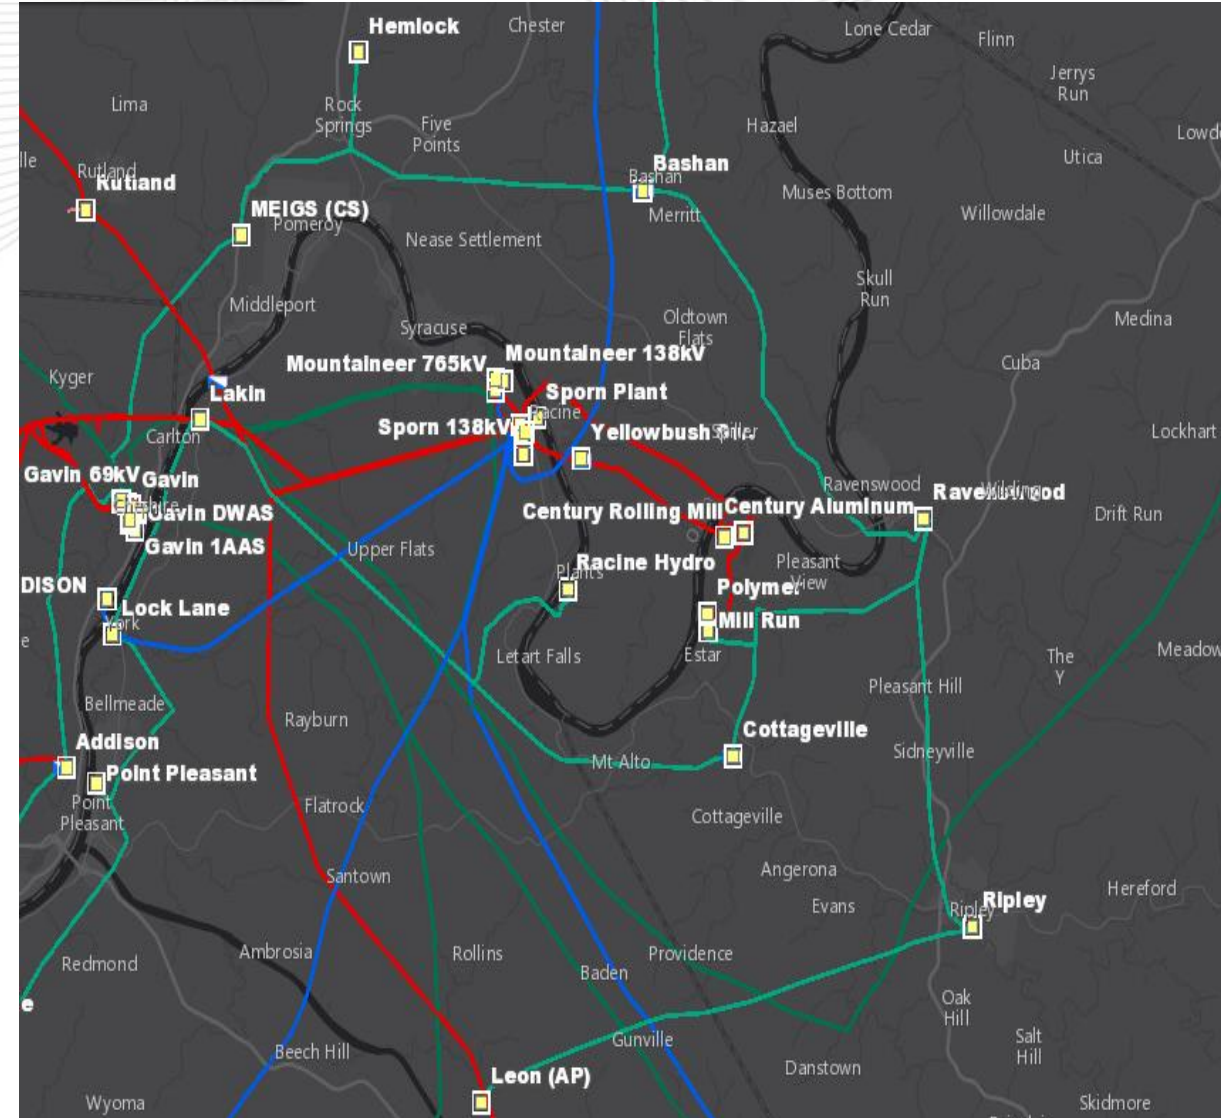 Hemlock
Chester
Lone Cedar
Flinn
Jerrys
Run
Lima
Rock
Springs
Five
Points
Hazael
Utica
Rutland
Bashan
Bashan
Muses Bottom
MEIGS (CS)
Pomeroy
Merritt
Willowdale
Nease Settlement
Skull
Run
Middleport
Syracuse
Oldtown
Flats
Medina
Mountaineer 765kV
Mountaineer 138kV
Cuba
Kyger
Lakin
Sporn Plant
Racine
Carlton
Sporn 138kV
Yellowbush
Lockhart
Gavin 69kV
Gavin
Cheshire
Gavin DWAS
Gavin 1AAS
Ravenswood
Ravenswood
Century Rolling Mill
Century Aluminum
Drift Run
Upper Flats
Plants
Racine Hydro
Pleasant
View
DISON
Lock Lane
York
Polymer
Mill Run
Letart Falls
Estar
The
Y
Meadow
Bellmeade
Rayburn
Pleasant Hill
Addison
Cottageville
Point Pleasant
Mt Alto
Sidneyville
Point
Pleasant
Flatrock
Cottageville
Santown
Angerona
Evans
Hereford
Ripley
Ripley
Ambrosia
Rollins
Providence
Redmond
Baden
e
Oak
Hill
Salt
Hill
Beech Hill
Gunville
Danstown
Leon (AP)
Wyoma
Skidmore